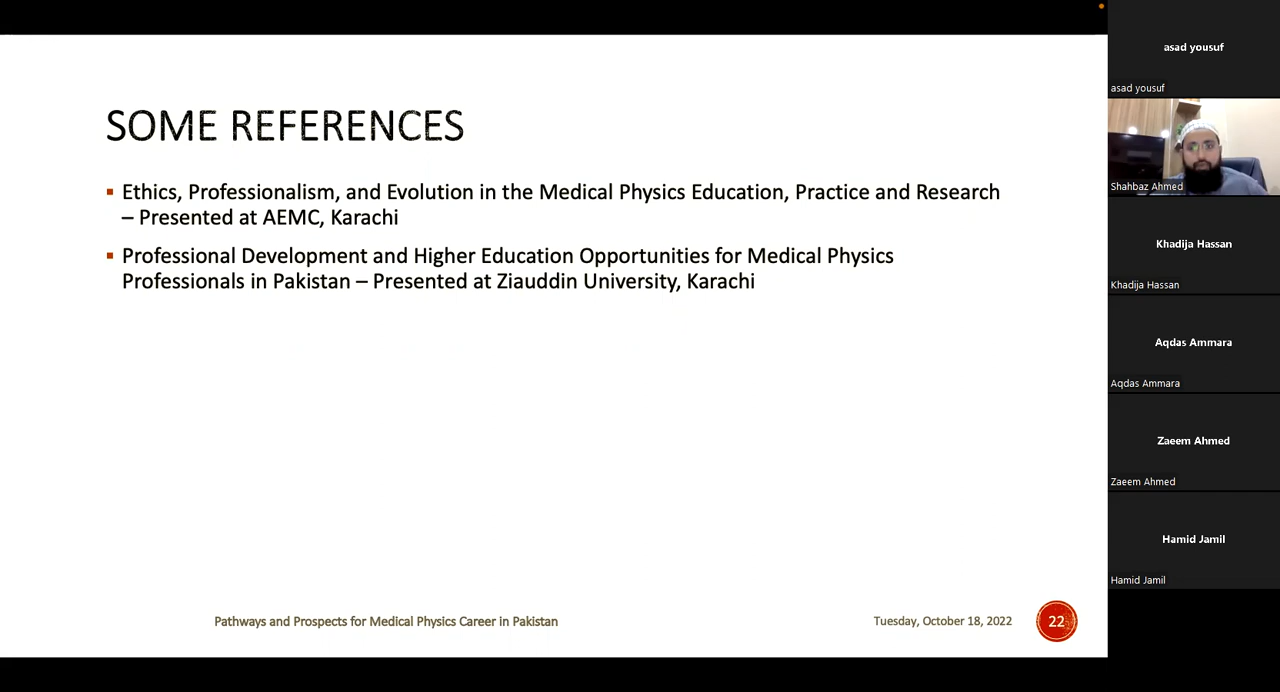 SOME REFERENCES
▪ Ethics, Professionalism, and Evolution in the Medical Physics Education, Practice and Research
– Presented at AEMC, Karachi
▪ Professional Development and Higher Education Opportunities for Medical Physics
Professionals in Pakistan – Presented at Ziauddin University, Karachi
Pathways and Prospects for Medical Physics Career in Pakistan
Tuesday, October 18, 2022
22
asad yousuf
asad yousuf
Shahbaz Ahmed
Khadija Hassan
Khadija Hassan
Aqdas Ammara
Aqdas Ammara
Zaeem Ahmed
Zaeem Ahmed
Hamid Jamil
Hamid Jamil